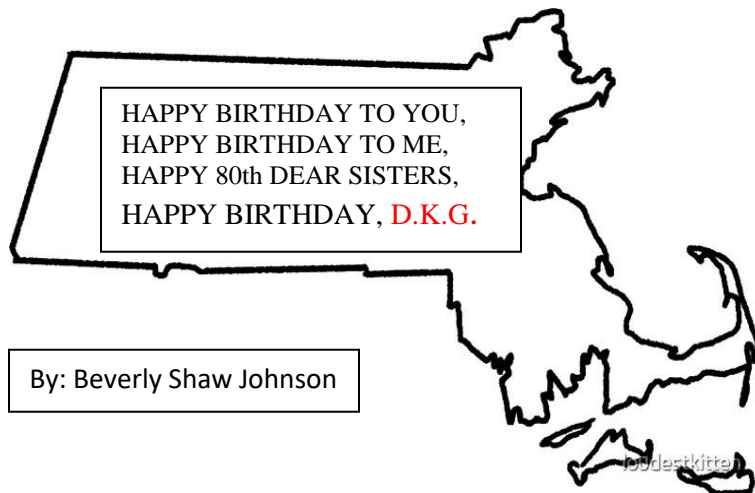 HAPPY BIRTHDAY TO YOU,
HAPPY BIRTHDAY TO ME,
HAPPY 80th DEAR SISTERS,
HAPPY BIRTHDAY, D.K.G.
By: Beverly Shaw Johnson
loudestkitten